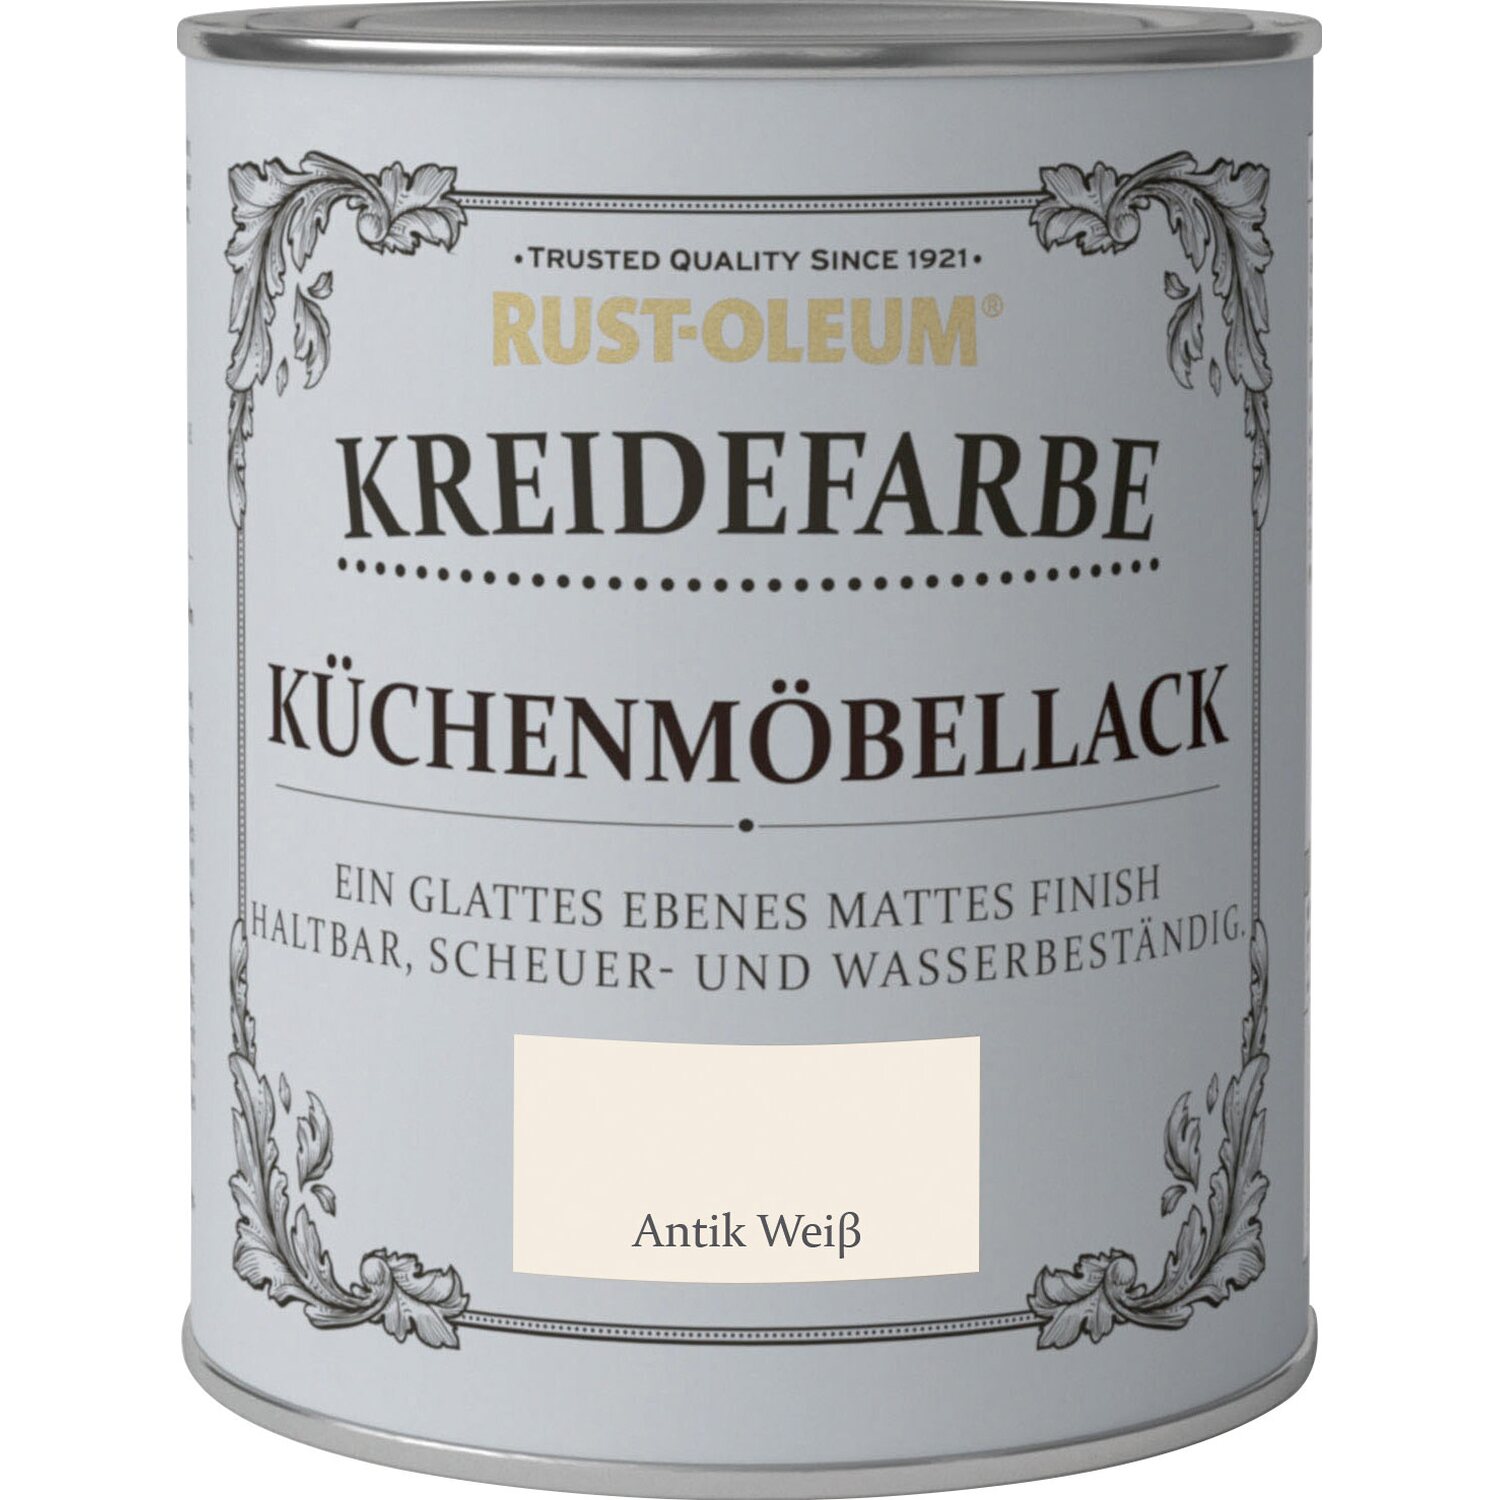 •TRUSTED QUALITY SINCE 1921•
RUST-OLEUM®
KREIDEFARBE
KÜCHENMÖBELLACK
EIN GLATTES EBENES MATTES FINISH
HALTBAR, SCHEUER- UND WASSERBESTÄNDIG.
Antik Weiß